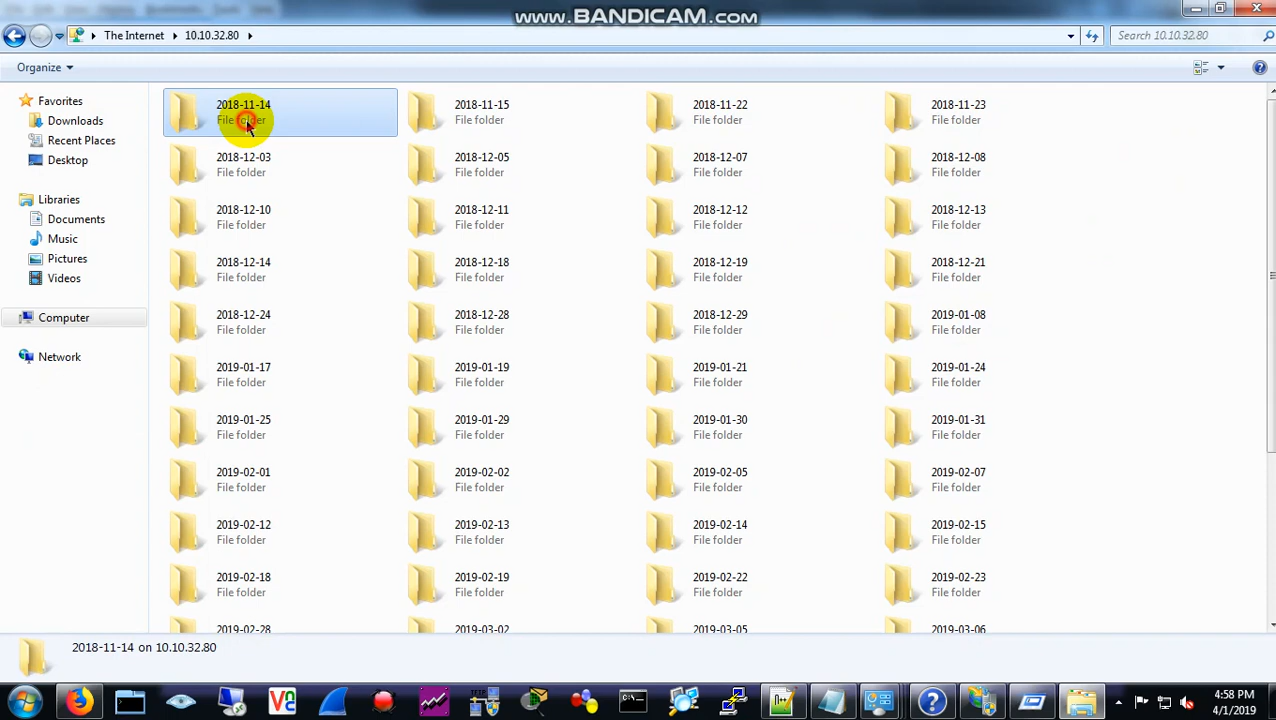 www.BANDICAM.com
The Internet
10.10.32.80
Search 10.10.32.80
Organize
Favorites
Downloads
Recent Places
Desktop
Libraries
Documents
Music
Pictures
Videos
Computer
Network
2018-11-14
File folder
2018-11-15
File folder
2018-11-22
File folder
2018-11-23
File folder
2018-12-03
File folder
2018-12-05
File folder
2018-12-07
File folder
2018-12-08
File folder
2018-12-10
File folder
2018-12-11
File folder
2018-12-12
File folder
2018-12-13
File folder
2018-12-14
File folder
2018-12-18
File folder
2018-12-19
File folder
2018-12-21
File folder
2018-12-24
File folder
2018-12-28
File folder
2018-12-29
File folder
2019-01-08
File folder
2019-01-17
File folder
2019-01-19
File folder
2019-01-21
File folder
2019-01-24
File folder
2019-01-25
File folder
2019-01-29
File folder
2019-01-30
File folder
2019-01-31
File folder
2019-02-01
File folder
2019-02-02
File folder
2019-02-05
File folder
2019-02-07
File folder
2019-02-12
File folder
2019-02-13
File folder
2019-02-14
File folder
2019-02-15
File folder
2019-02-18
File folder
2019-02-19
File folder
2019-02-22
File folder
2019-02-23
File folder
2019-02-28
2019-03-02
2019-03-05
2019-03-06
2018-11-14 on 10.10.32.80
4:58 PM
4/1/2019